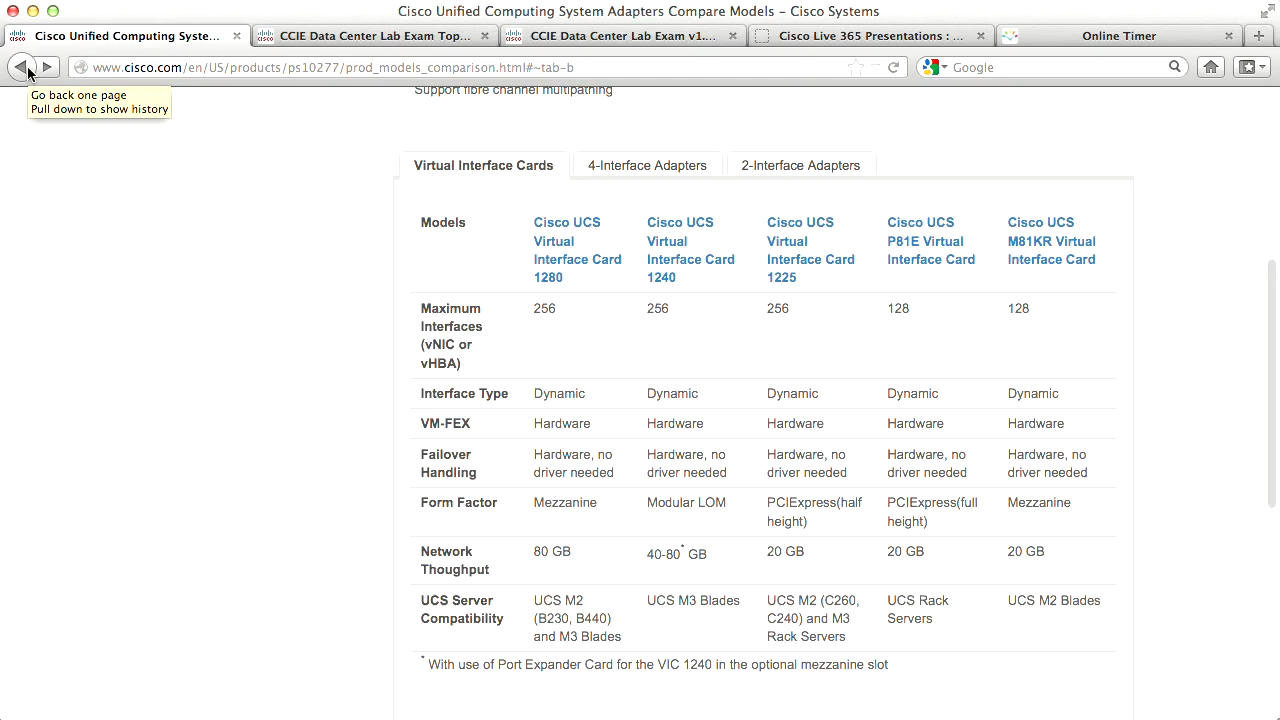 Cisco Unified Computing System Adapters Compare Models – Cisco Systems
Cisco Unified Computing Syste...
CCIE Data Center Lab Exam Top...
CCIE Data Center Lab Exam v1....
Cisco Live 365 Presentations : ...
Online Timer
www.cisco.com/en/US/products/ps10277/prod_models_comparison.html#~tab-b
Google
Go back one page
Pull down to show history
Support fibre channel multipathing
Virtual Interface Cards
4-Interface Adapters
2-Interface Adapters
Models
Cisco UCS
Virtual
Interface Card
1280
Cisco UCS
Virtual
Interface Card
1240
Cisco UCS
Virtual
Interface Card
1225
Cisco UCS
P81E Virtual
Interface Card
Cisco UCS
M81KR Virtual
Interface Card
Maximum
Interfaces
(vNIC or
vHBA)
256
256
256
128
128
Interface Type
Dynamic
Dynamic
Dynamic
Dynamic
Dynamic
VM-FEX
Hardware
Hardware
Hardware
Hardware
Hardware
Failover
Handling
Hardware, no
driver needed
Hardware, no
driver needed
Hardware, no
driver needed
Hardware, no
driver needed
Hardware, no
driver needed
Form Factor
Mezzanine
Modular LOM
PCIExpress(half
height)
PCIExpress(full
height)
Mezzanine
Network
Thoughput
80 GB
40-80* GB
20 GB
20 GB
20 GB
UCS Server
Compatibility
UCS M2
(B230, B440)
and M3 Blades
UCS M3 Blades
UCS M2 (C260,
C240) and M3
Rack Servers
UCS Rack
Servers
UCS M2 Blades
* With use of Port Expander Card for the VIC 1240 in the optional mezzanine slot